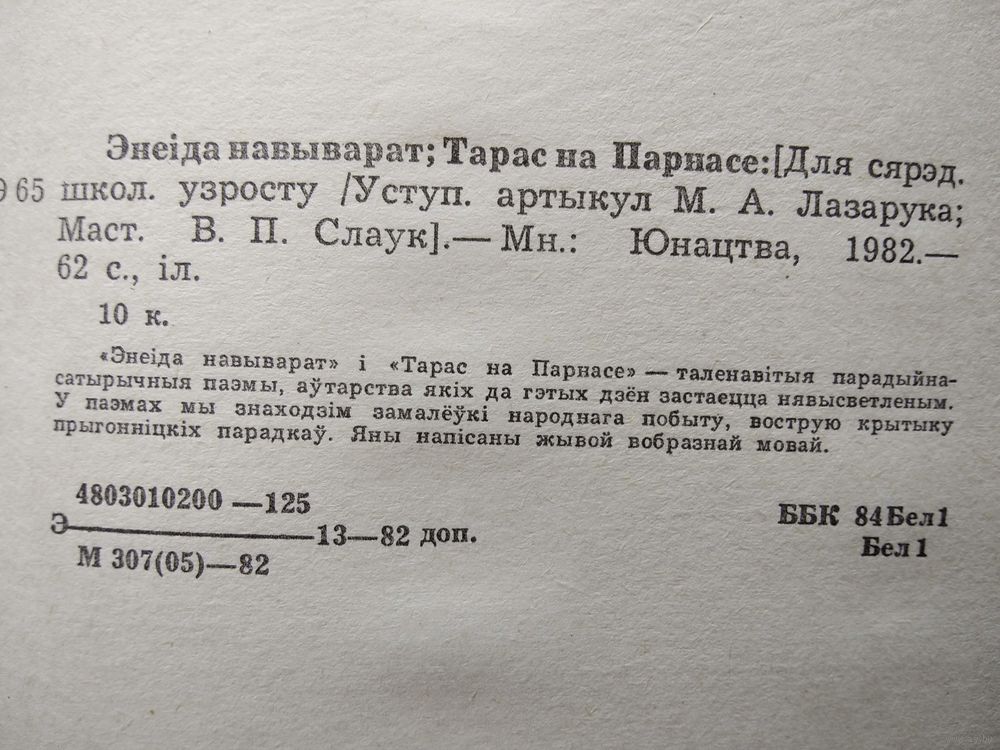 Энеіда навыварат; Тарас на Парнасе:[Для сярэд.
Э 65 школ. узросту /Уступ. артыкул М. А. Лазарука;
Маст. В. П. Слаук].— Мн.: Юнацтва, 1982.—
62 с., іл.
10 к.
«Энеіда навыварат» і «Тарас на Парнасе» — таленавітыя парадыйна-
сатырычныя паэмы, аўтарства якіх да гэтых дзён застаецца нявысветленым.
У паэмах мы знаходзім замалёўкі народнага побыту, вострую крытыку
прыгонніцкіх парадкаў. Яны напісаны жывой вобразнай мовай.
4803010200 —125
Э————13—82 доп.
М 307(05)—82
ББК 84Бел1
Бел 1